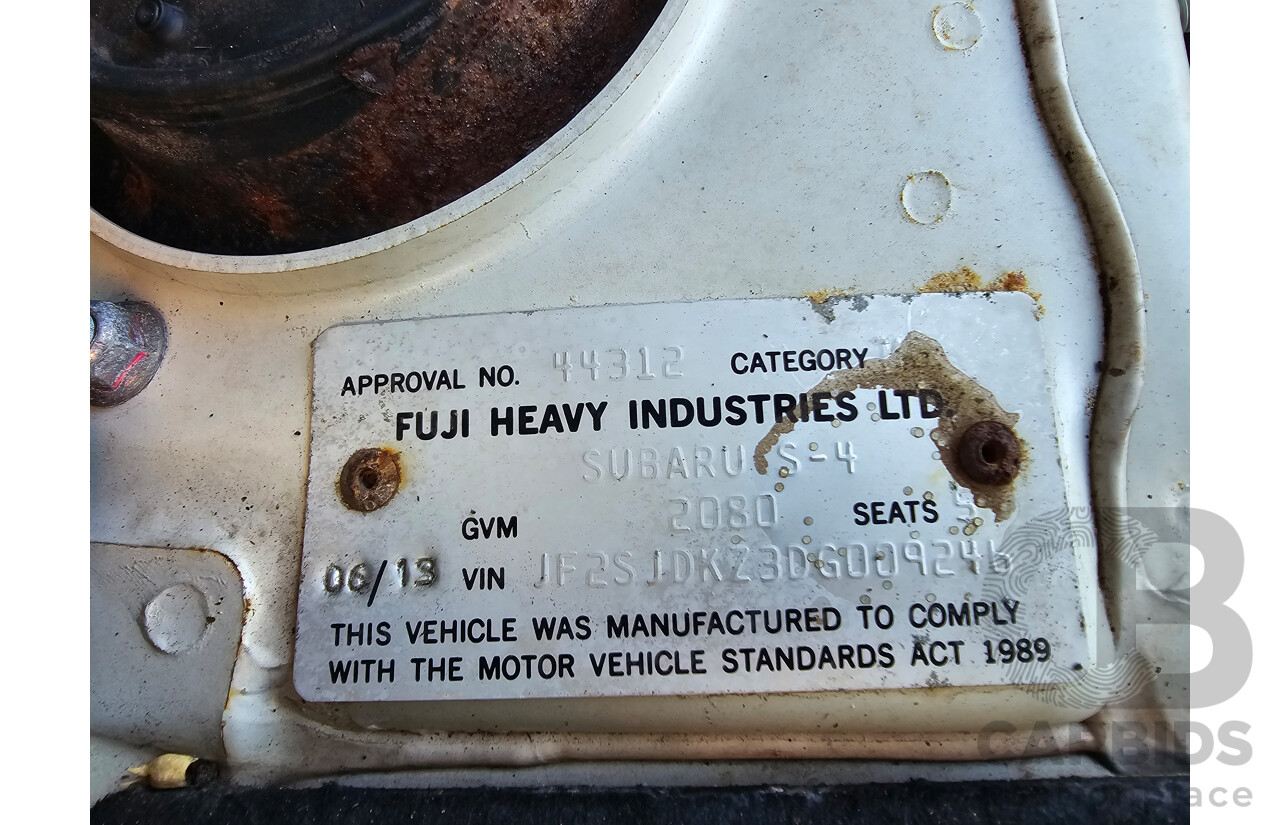 APPROVAL NO. 44312 CATEGORY
FUJI HEAVY INDUSTRIES LTD.
SUBARU S-4
GVM 2080 SEATS 5
06/13 VIN JF2SJDKZ3DG009246
THIS VEHICLE WAS MANUFACTURED TO COMPLY
WITH THE MOTOR VEHICLE STANDARDS ACT 1989
CARBIDS